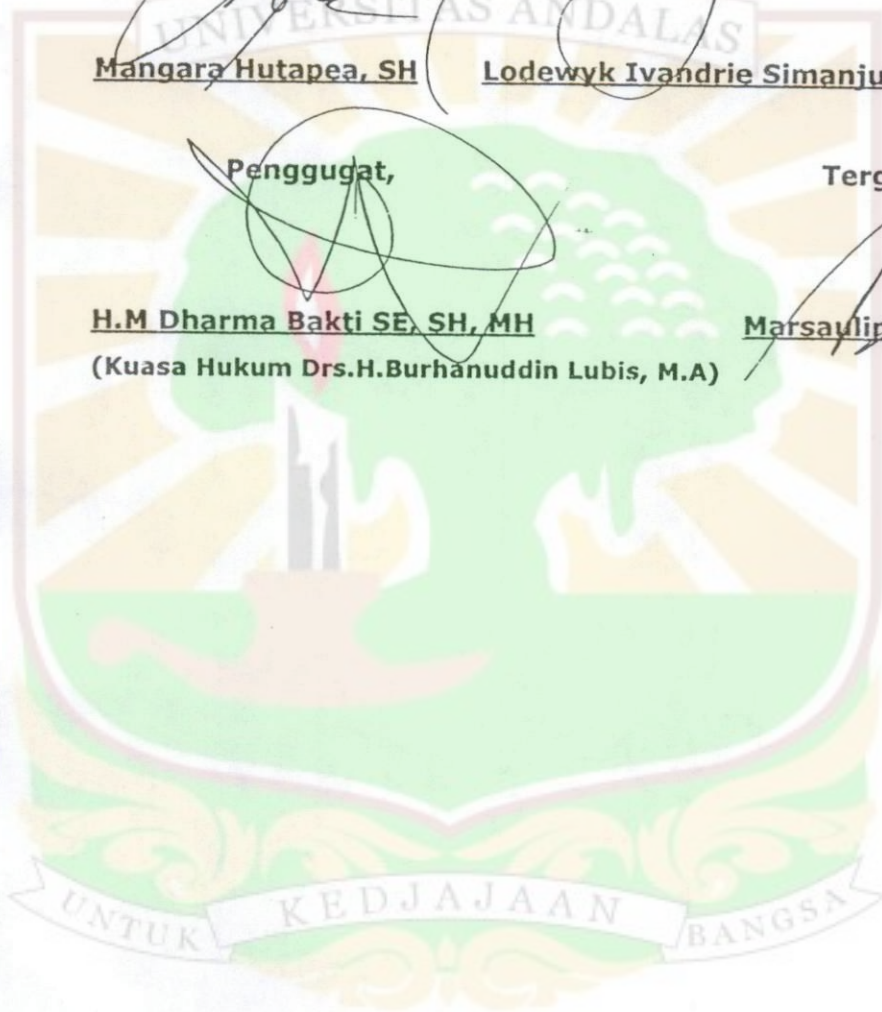 UNIVERSITAS ANDALAS
Mangara Hutapea, SH Lodewyk Ivandrie Simanju
Penggugat, Terg
H.M Dharma Bakti SE, SH, MH Marsaulip
(Kuasa Hukum Drs.H.Burhanuddin Lubis, M.A)
UNTUK KEDJAJAAN BANGSA